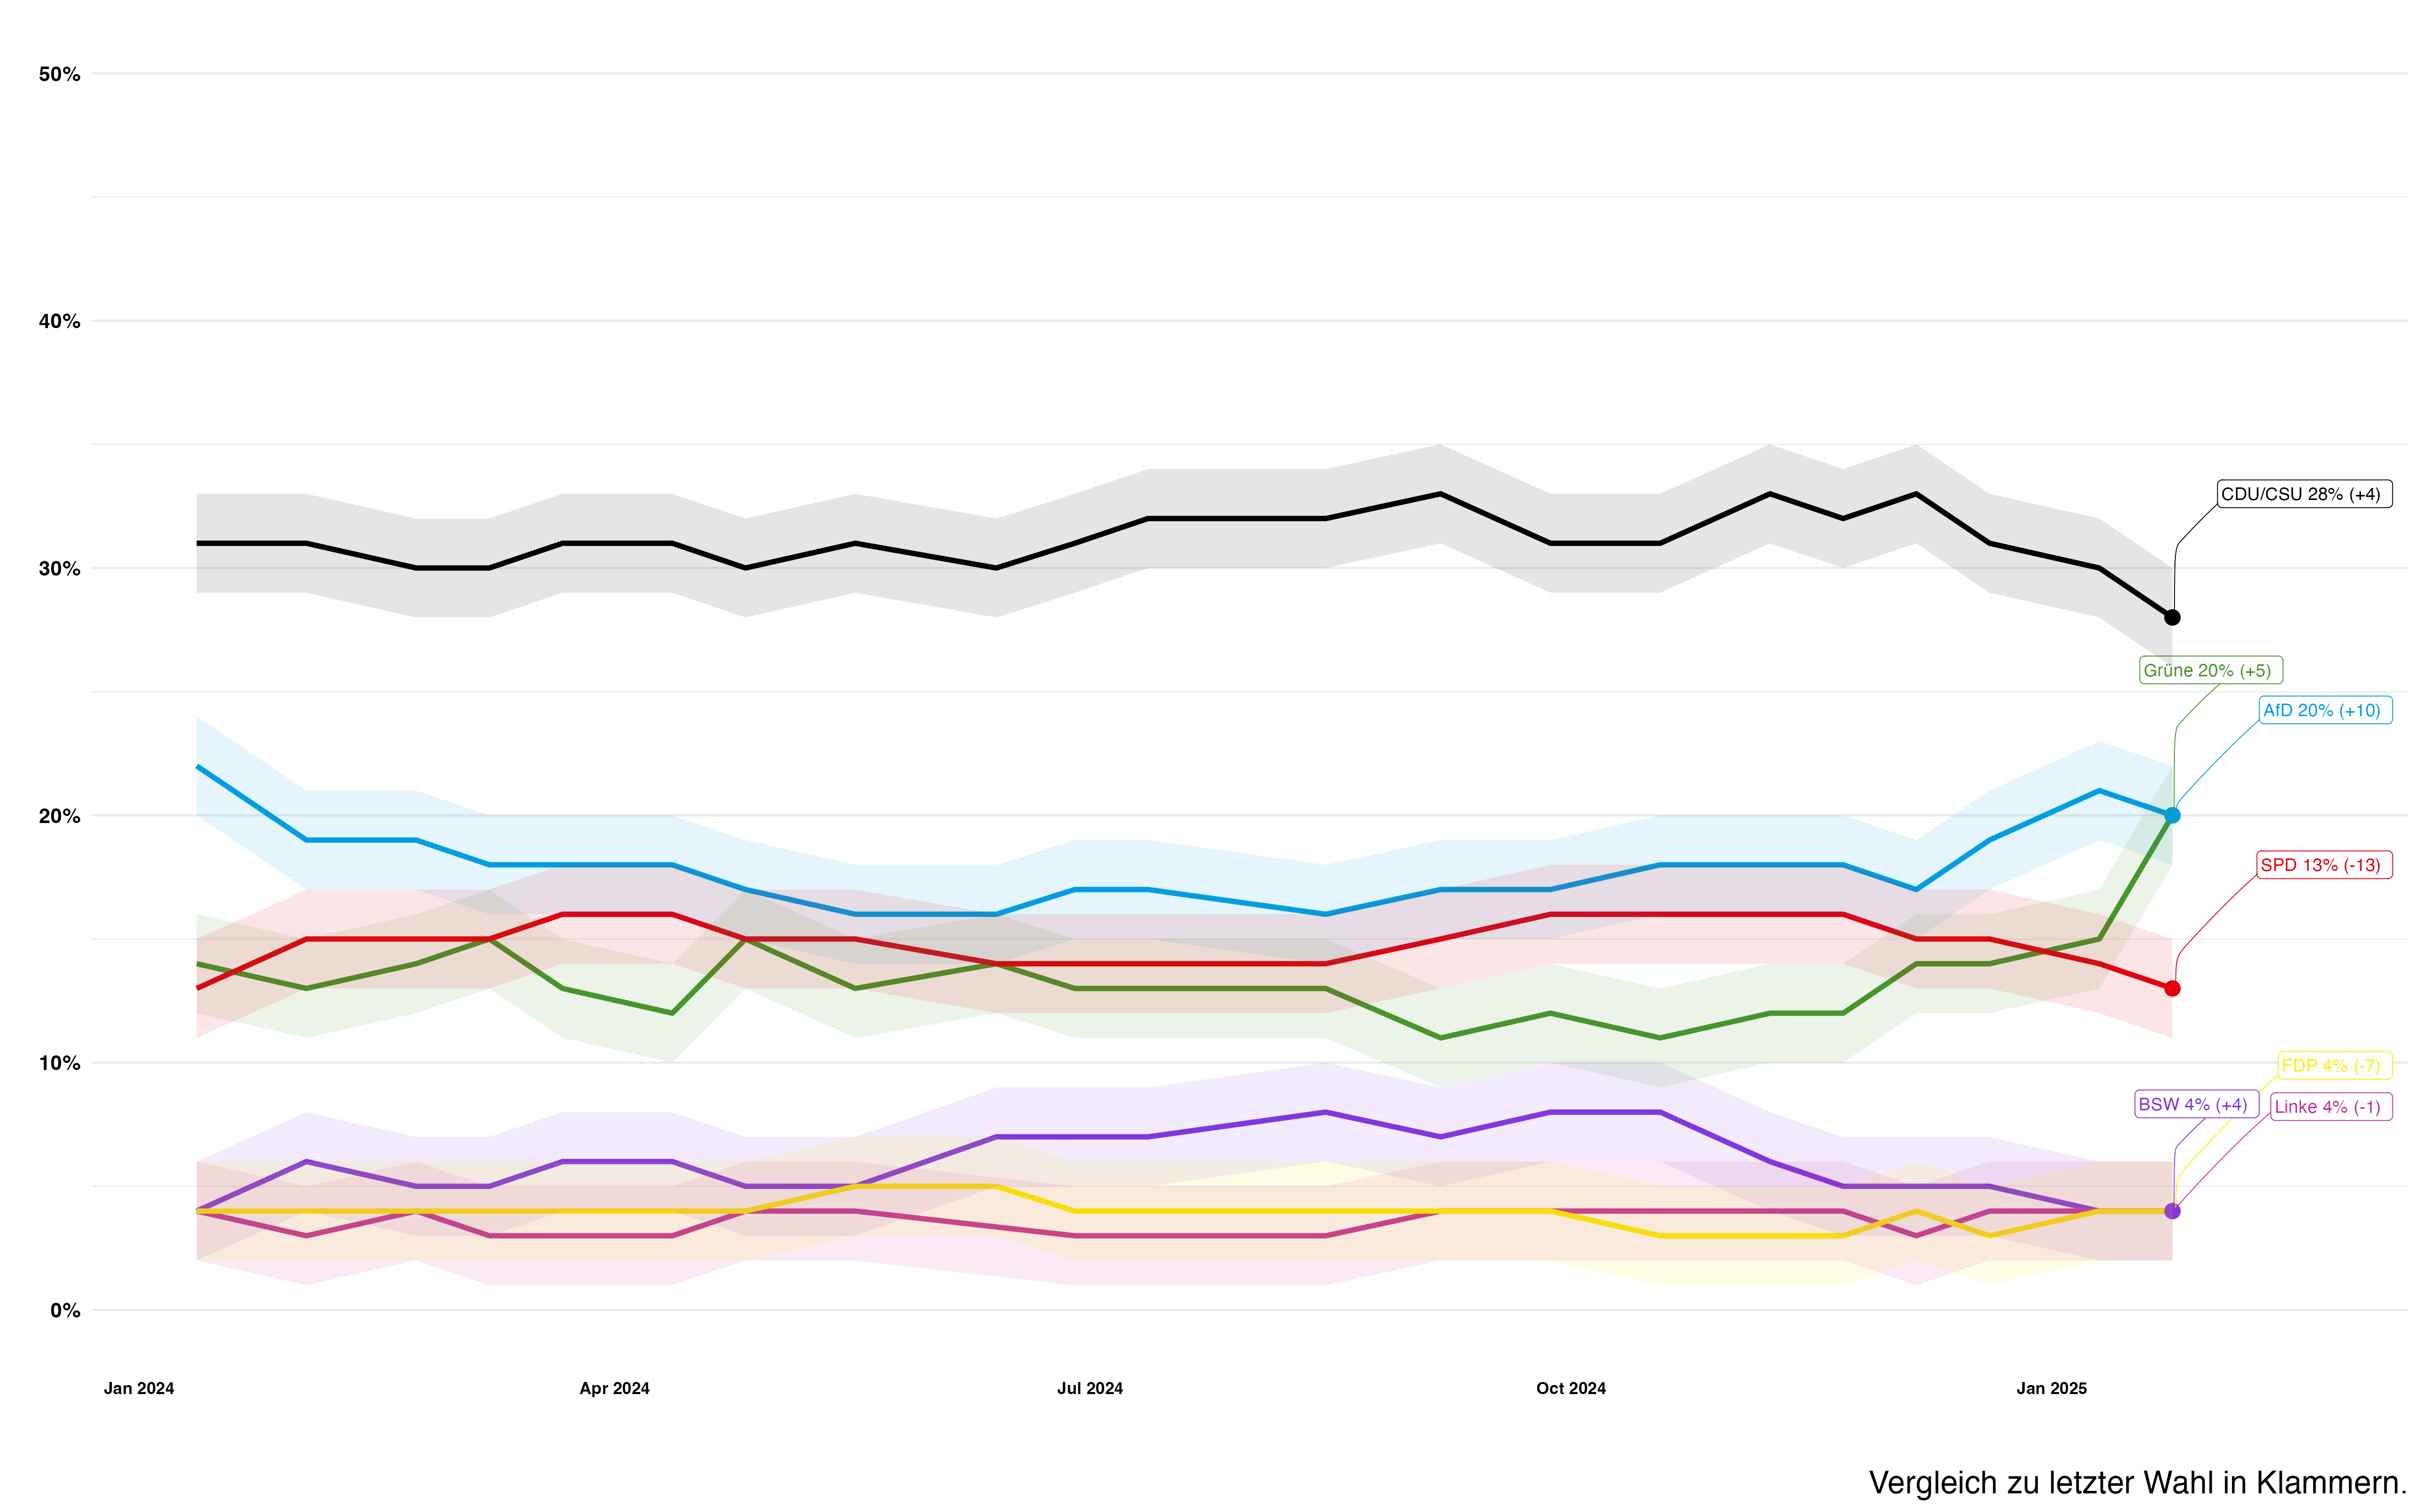 50%
40%
30%
20%
10%
0%
CDU/CSU 28% (+4)
Grüne 20% (+5)
AfD 20% (+10)
SPD 13% (-13)
FDP 4% (-7)
BSW 4% (+4)
Linke 4% (-1)
Jan 2024
Apr 2024
Jul 2024
Oct 2024
Jan 2025
Vergleich zu letzter Wahl in Klammern.